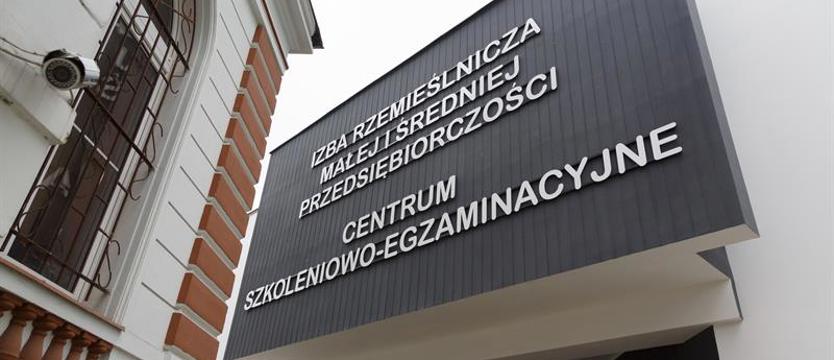 IZBA RZEMIEŚLNICZA
MAŁEJ I ŚREDNIEJ
PRZEDSIĘBIORCZOŚCI
CENTRUM
SZKOLENIOWO-EGZAMINACYJNE